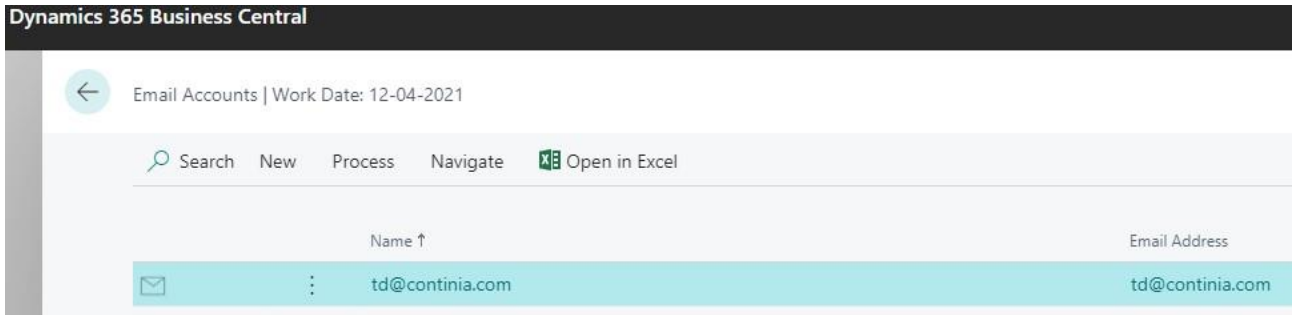 Dynamics 365 Business Central
Email Accounts | Work Date: 12-04-2021
Search New Process Navigate Open in Excel
Name ↑ Email Address
td@continia.com td@continia.com